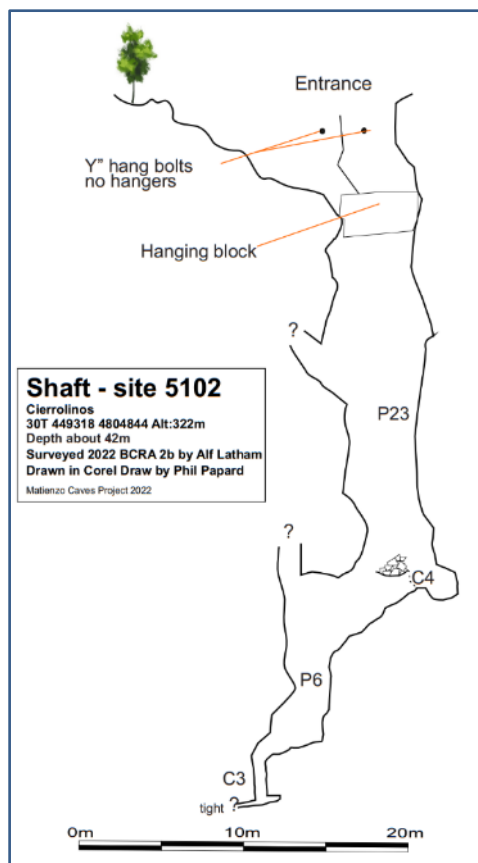 Entrance
Y" hang bolts
no hangers
Hanging block
?
Shaft - site 5102
Cierrolinos
30T 449318 4804844 Alt:322m
Depth about 42m
Surveyed 2022 BCRA 2b by Alf Latham
Drawn in Corel Draw by Phil Papard
Matienzo Caves Project 2022
P23
?
C4
P6
C3
tight ?
0m 10m 20m